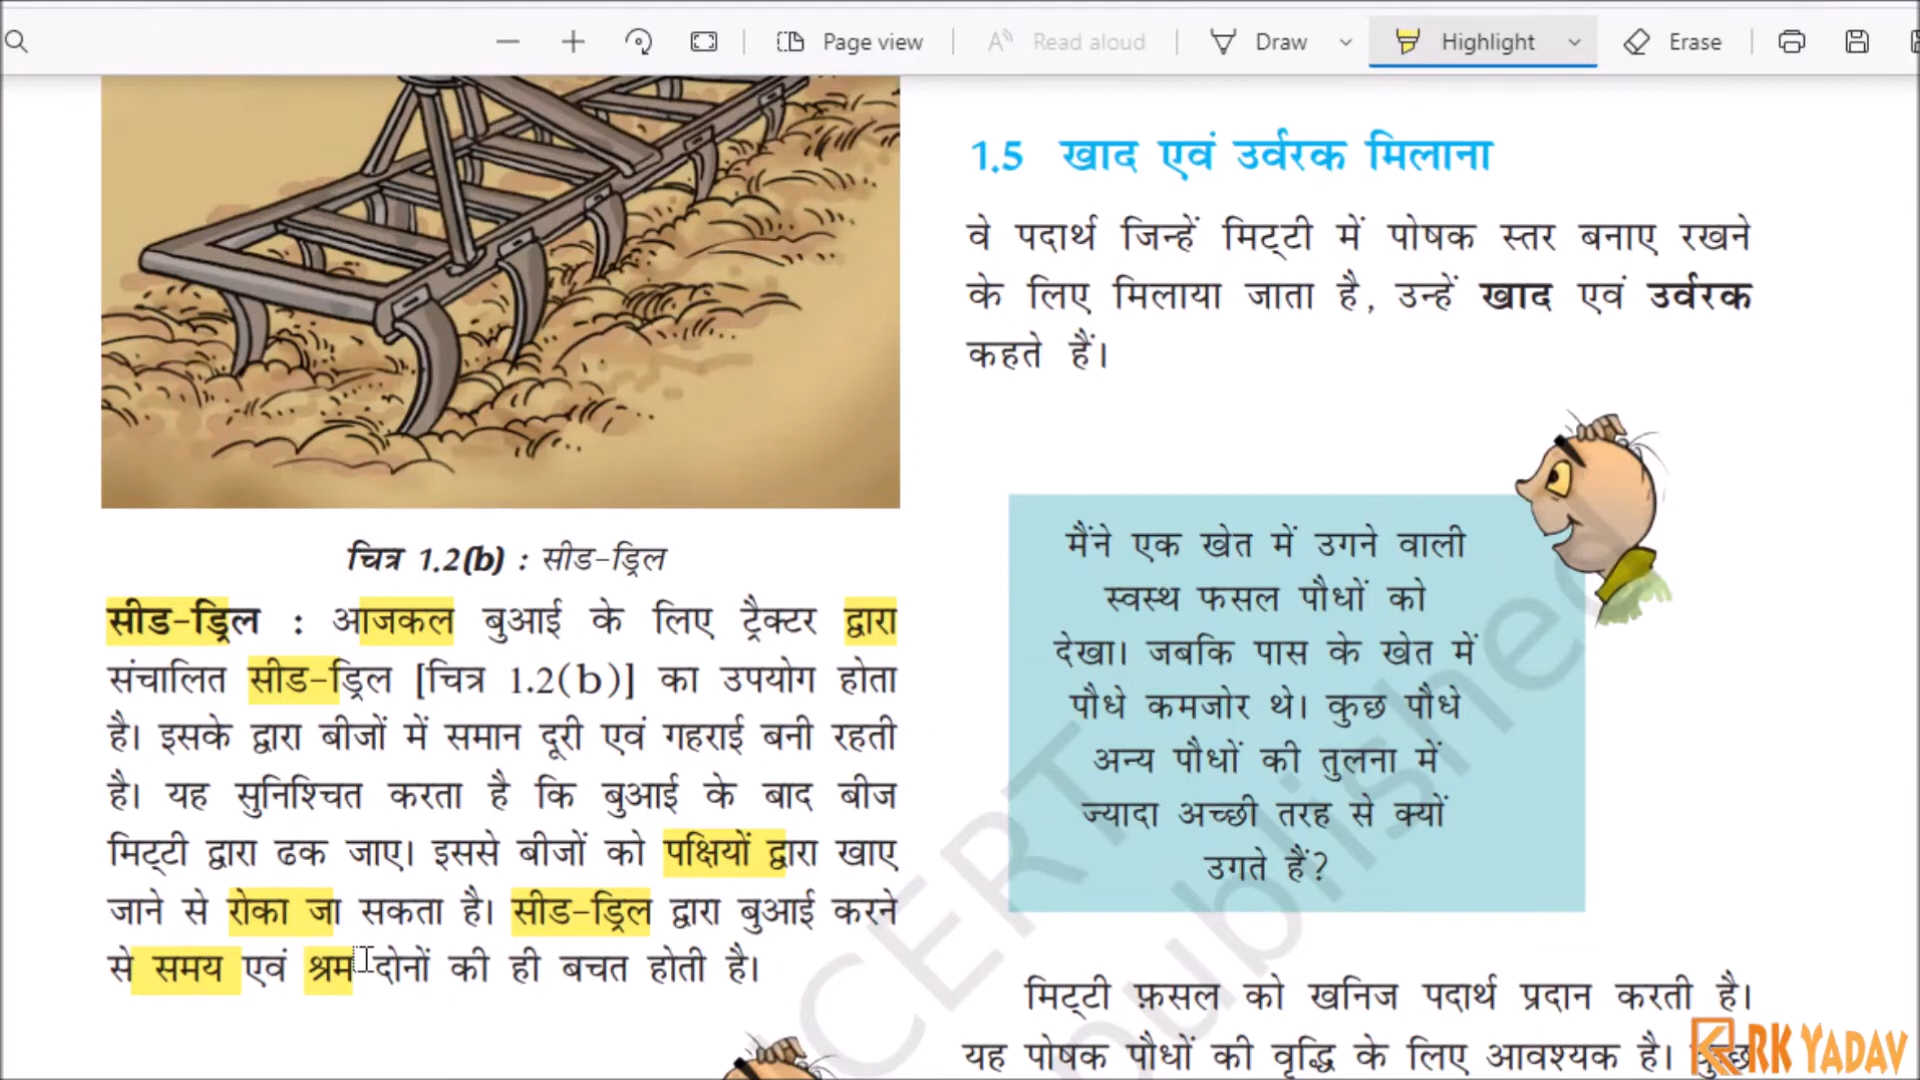 Page view
Read aloud
Draw
Highlight
Erase
चित्र 1.2(b) : सीड-ड्रिल
सीड-ड्रिल : आजकल बुआई के लिए ट्रैक्टर द्वारा
संचालित सीड-ड्रिल [चित्र 1.2(b)] का उपयोग होता
है। इसके द्वारा बीजों में समान दूरी एवं गहराई बनी रहती
है। यह सुनिश्चित करता है कि बुआई के बाद बीज
मिट्टी द्वारा ढक जाए। इससे बीजों को पक्षियों द्वारा खाए
जाने से रोका जा सकता है। सीड-ड्रिल द्वारा बुआई करने
से समय एवं श्रम दोनों की ही बचत होती है।
1.5 खाद एवं उर्वरक मिलाना
वे पदार्थ जिन्हें मिट्टी में पोषक स्तर बनाए रखने
के लिए मिलाया जाता है, उन्हें खाद एवं उर्वरक
कहते हैं।
मैंने एक खेत में उगने वाली
स्वस्थ फसल पौधों को
देखा। जबकि पास के खेत में
पौधे कमजोर थे। कुछ पौधे
अन्य पौधों की तुलना में
ज्यादा अच्छी तरह से क्यों
उगते हैं?
मिट्टी फ़सल को खनिज पदार्थ प्रदान करती है।
यह पोषक पौधों की वृद्धि के लिए आवश्यक है। कुछ
RK YADAV